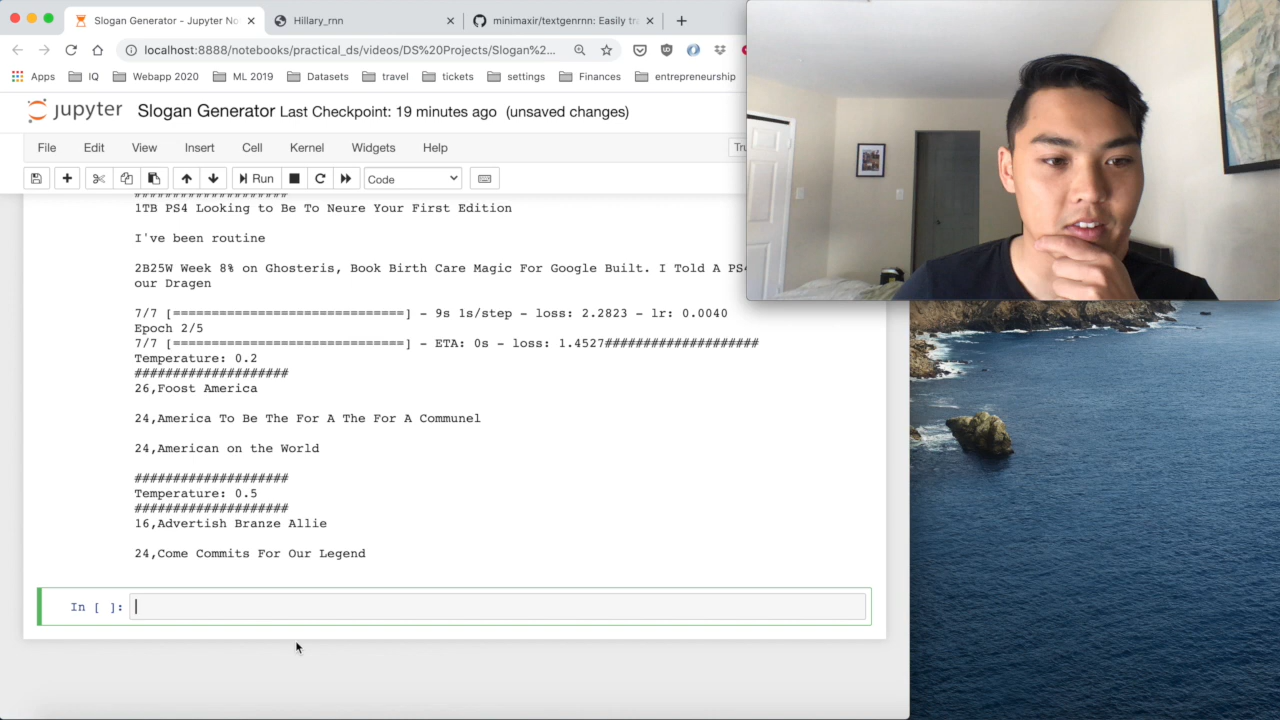 Slogan Generator - Jupyter No
Hillary_rnn
minimaxir/textgenrnn: Easily tra
localhost:8888/notebooks/practical_ds/videos/DS%20Projects/Slogan%2...
Apps IQ Webapp 2020 ML 2019 Datasets travel tickets settings Finances entrepreneurship
jupyter Slogan Generator Last Checkpoint: 19 minutes ago (unsaved changes)
File Edit View Insert Cell Kernel Widgets Help Tru
Run Code
####################
1TB PS4 Looking to Be To Neure Your First Edition
I've been routine
2B25W Week 8% on Ghosteris, Book Birth Care Magic For Google Built. I Told A PS4
our Dragen
7/7 [==============================] - 9s 1s/step - loss: 2.2823 - lr: 0.0040
Epoch 2/5
7/7 [==============================] - ETA: 0s - loss: 1.4527####################
Temperature: 0.2
####################
26,Foost America
24,America To Be The For A The For A Communel
24,American on the World
####################
Temperature: 0.5
####################
16,Advertish Branze Allie
24,Come Commits For Our Legend
In [ ]: